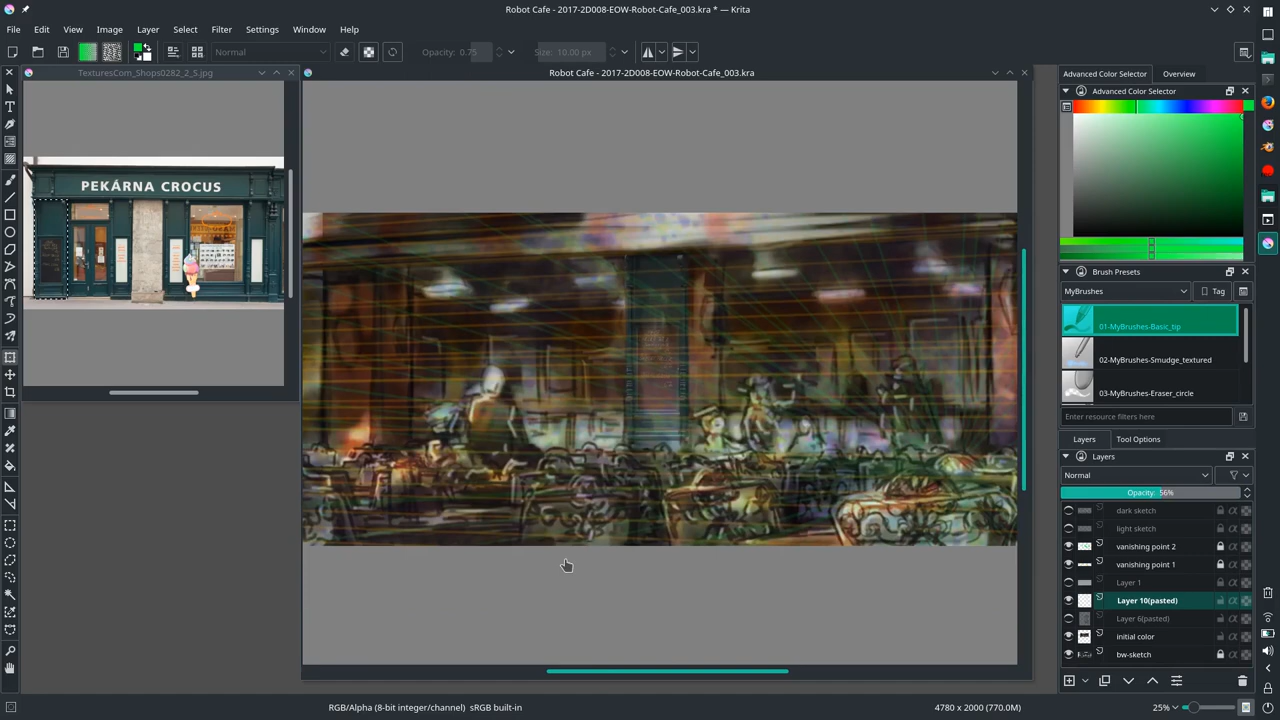 Robot Cafe - 2017-2D008-EOW-Robot-Cafe_003.kra * — Krita
File Edit View Image Layer Select Filter Settings Window Help
Normal
Opacity: 0.75
Size: 10.00 px
TexturesCom_Shops0282_2_S.jpg
Robot Cafe - 2017-2D008-EOW-Robot-Cafe_003.kra
PEKÁRNA CROCUS
Advanced Color Selector
Overview
Advanced Color Selector
Brush Presets
MyBrushes
Tag
01-MyBrushes-Basic_tip
02-MyBrushes-Smudge_textured
03-MyBrushes-Eraser_circle
Enter resource filters here
Layers
Tool Options
Layers
Normal
Opacity: 56%
dark sketch
light sketch
vanishing point 2
vanishing point 1
Layer 1
Layer 10(pasted)
Layer 6(pasted)
initial color
bw-sketch
RGB/Alpha (8-bit integer/channel) sRGB built-in
4780 x 2000 (770.0M)
25%